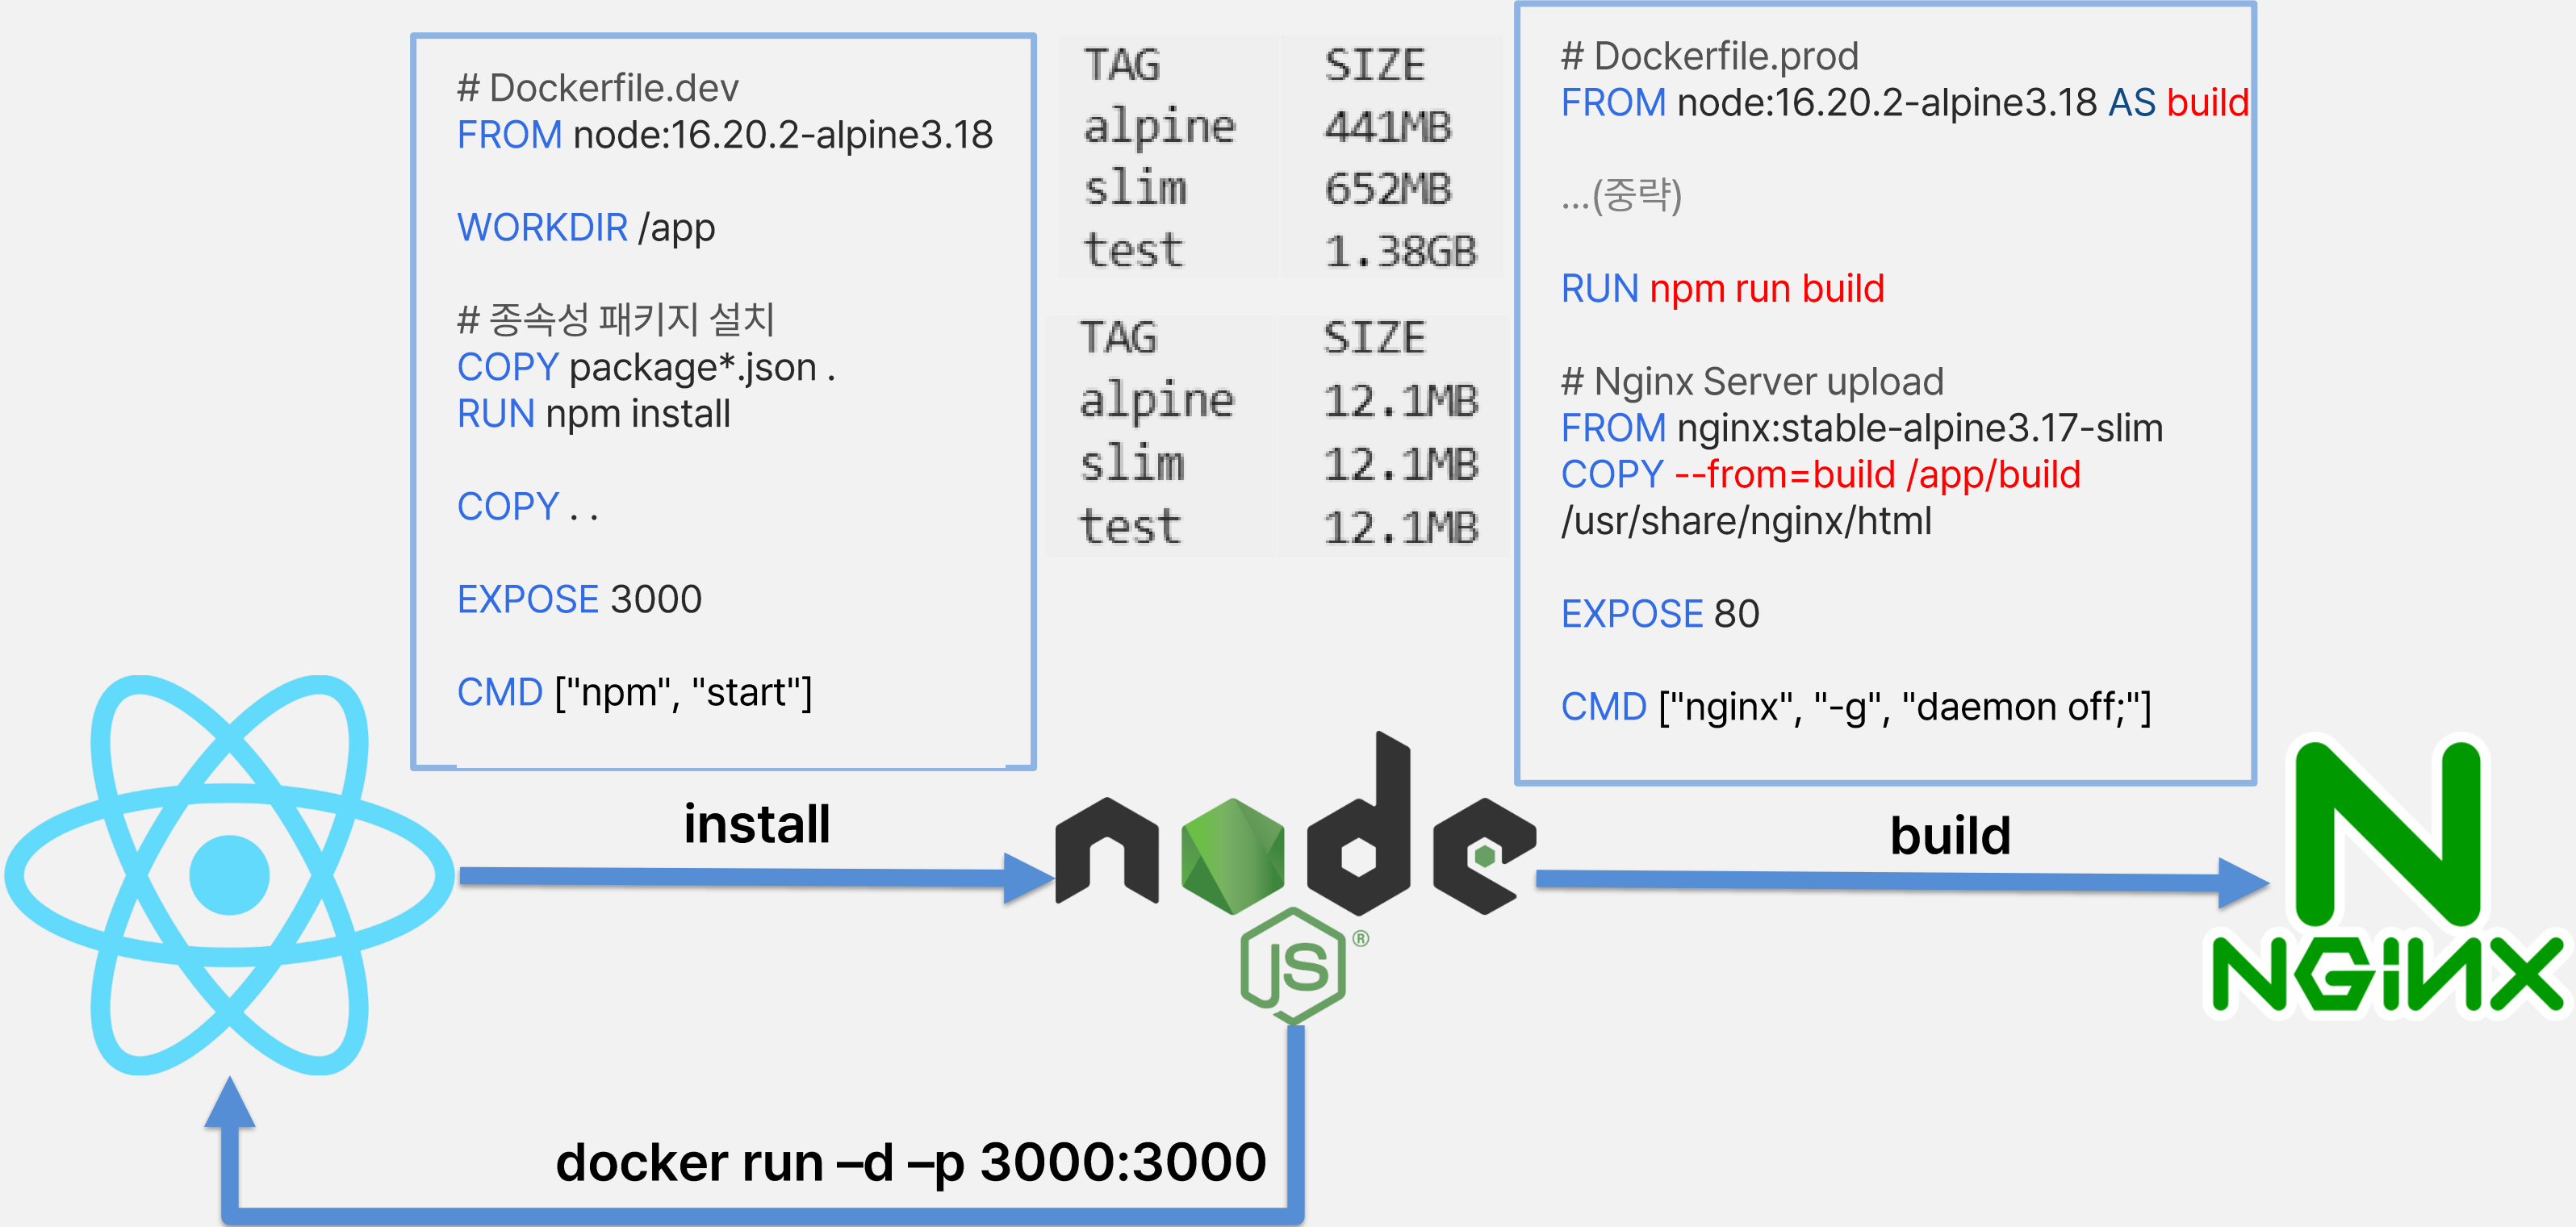 # Dockerfile.dev
FROM node:16.20.2-alpine3.18
WORKDIR /app
# 종속성 패키지 설치
COPY package*.json .
RUN npm install
COPY . .
EXPOSE 3000
CMD ["npm", "start"]
TAG SIZE
alpine 441MB
slim 652MB
test 1.38GB
TAG SIZE
alpine 12.1MB
slim 12.1MB
test 12.1MB
# Dockerfile.prod
FROM node:16.20.2-alpine3.18 AS build
...(중략)
RUN npm run build
# Nginx Server upload
FROM nginx:stable-alpine3.17-slim
COPY --from=build /app/build
/usr/share/nginx/html
EXPOSE 80
CMD ["nginx", "-g", "daemon off;"]
install
node
JS ®
build
N
NGiNX
docker run –d –p 3000:3000